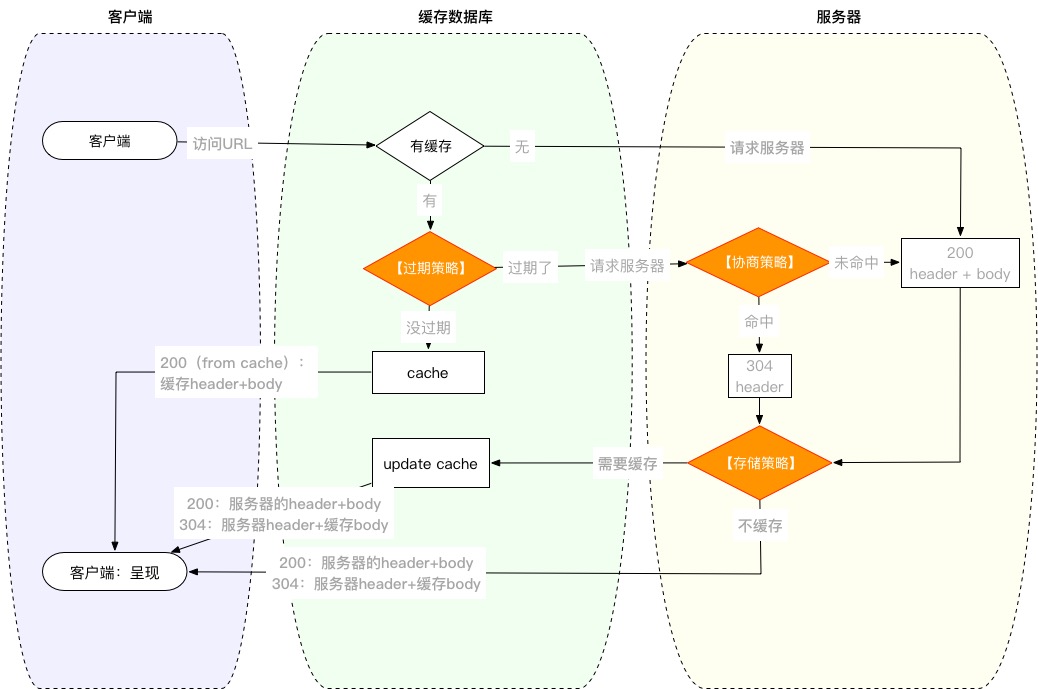 客户端
缓存数据库
服务器
客户端
访问URL
有缓存
无
请求服务器
有
【过期策略】
过期了
请求服务器
【协商策略】
未命中
200
header + body
没过期
命中
200（from cache）：
缓存header+body
cache
304
header
update cache
需要缓存
【存储策略】
200：服务器的header+body
304：服务器header+缓存body
不缓存
客户端：呈现
200：服务器的header+body
304：服务器header+缓存body